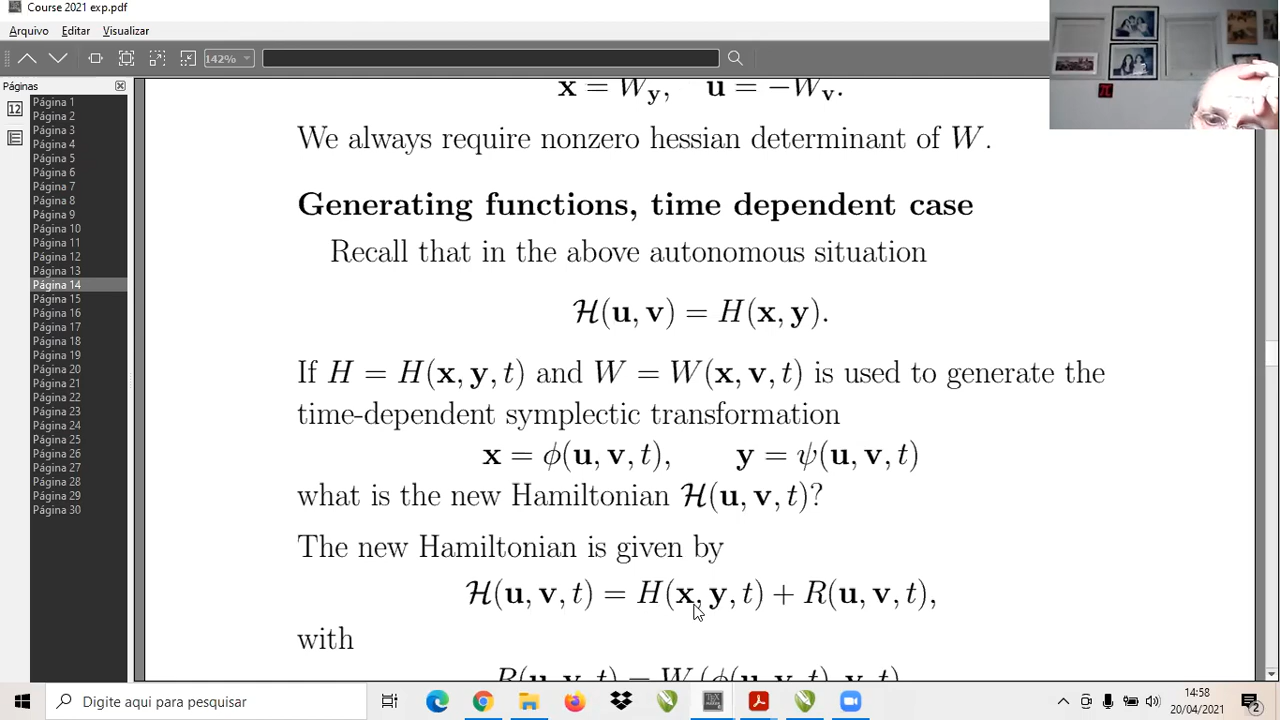 Course 2021 exp.pdf
Arquivo Editar Visualizar
142%
Páginas
Página 1
Página 2
Página 3
Página 4
Página 5
Página 6
Página 7
Página 8
Página 9
Página 10
Página 11
Página 12
Página 13
Página 14
Página 15
Página 16
Página 17
Página 18
Página 19
Página 20
Página 21
Página 22
Página 23
Página 24
Página 25
Página 26
Página 27
Página 28
Página 29
Página 30
x = W_y, u = −W_v.
We always require nonzero hessian determinant of W.
Generating functions, time dependent case
Recall that in the above autonomous situation
ℋ(u, v) = H(x, y).
If H = H(x, y, t) and W = W(x, v, t) is used to generate the
time-dependent symplectic transformation
x = ϕ(u, v, t), y = ψ(u, v, t)
what is the new Hamiltonian ℋ(u, v, t)?
The new Hamiltonian is given by
ℋ(u, v, t) = H(x, y, t) + R(u, v, t),
with
Digite aqui para pesquisar
14:58
20/04/2021
2